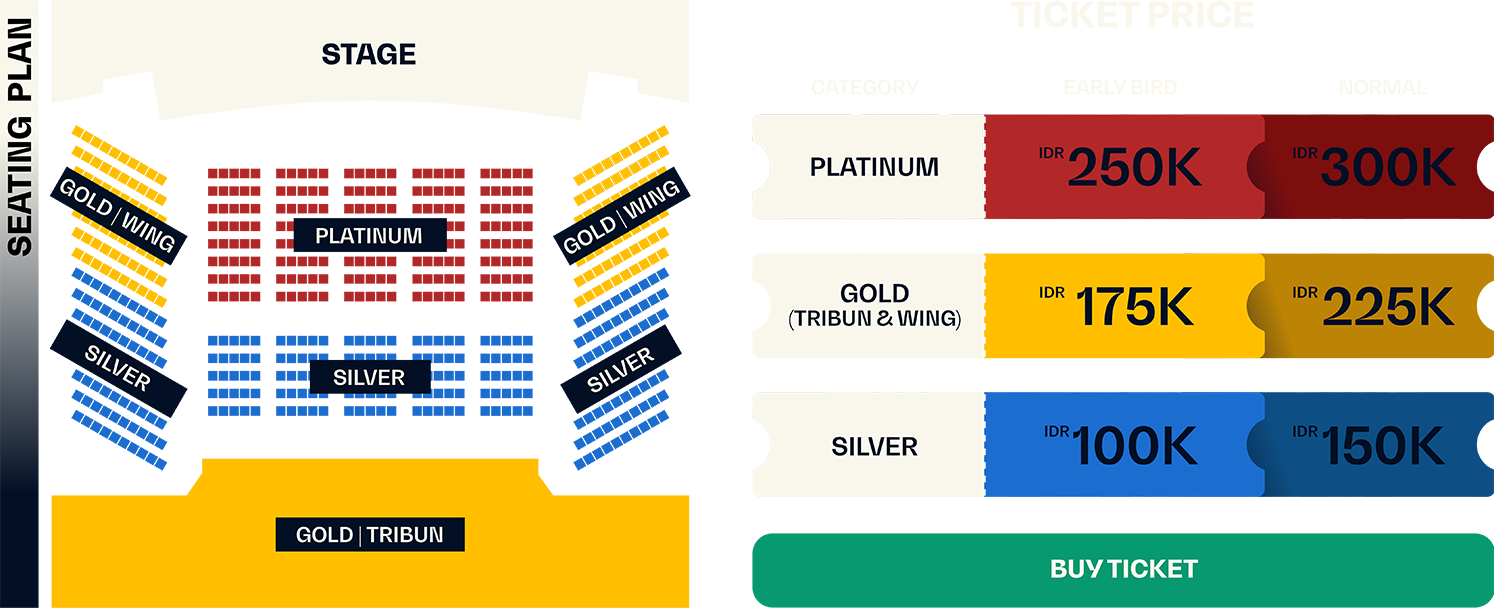 SEATING PLAN
STAGE
GOLD | WING
GOLD | WING
PLATINUM
SILVER
SILVER
SILVER
GOLD | TRIBUN
TICKET PRICE
CATEGORY EARLY BIRD NORMAL
PLATINUM IDR 250K IDR 300K
GOLD
(TRIBUN & WING) IDR 175K IDR 225K
SILVER IDR 100K IDR 150K
BUY TICKET